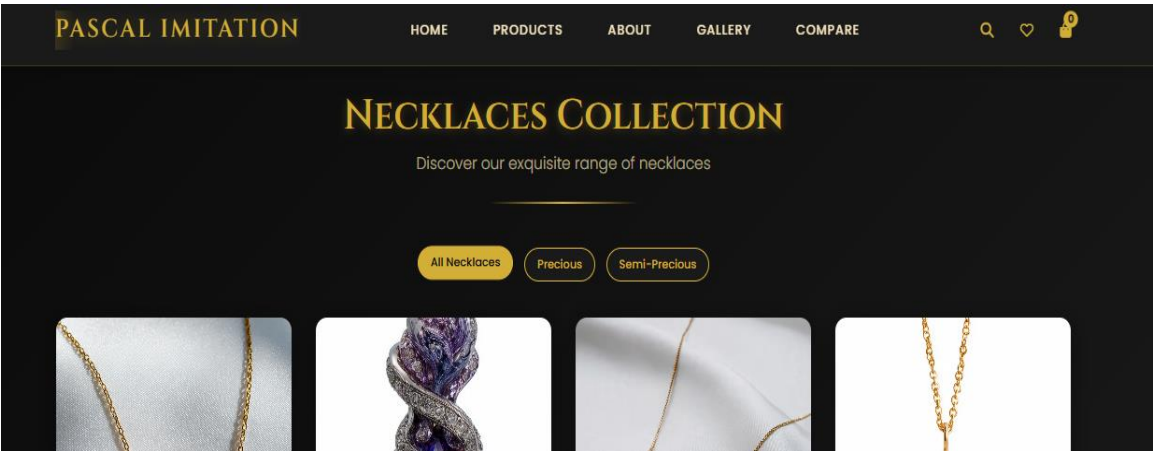 PASCAL IMITATION HOME PRODUCTS ABOUT GALLERY COMPARE 0
Necklaces Collection
Discover our exquisite range of necklaces
All Necklaces Precious Semi-Precious